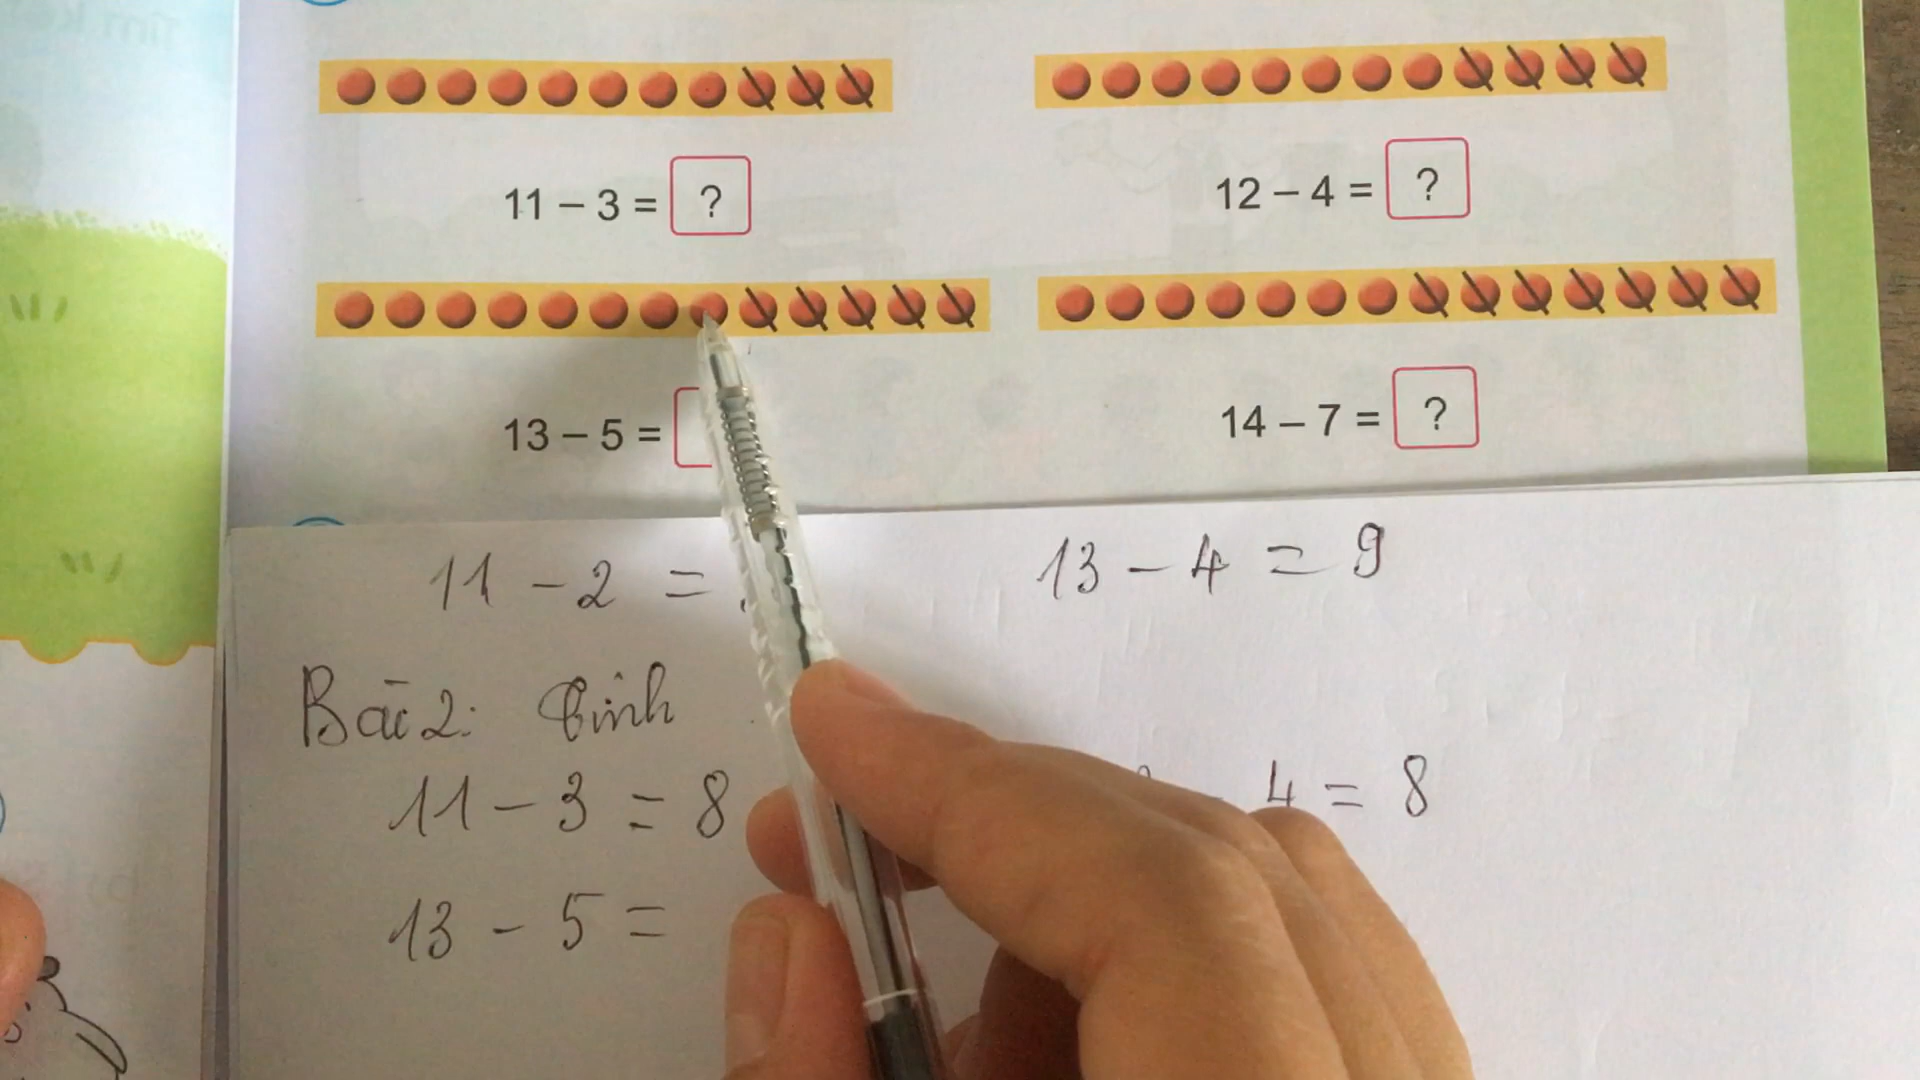 11 – 3 = ?
12 – 4 = ?
13 – 5 =
14 – 7 = ?
11 - 2 =
13 - 4 = 9
Bài 2: Tính
11 - 3 = 8
- 4 = 8
13 - 5 =